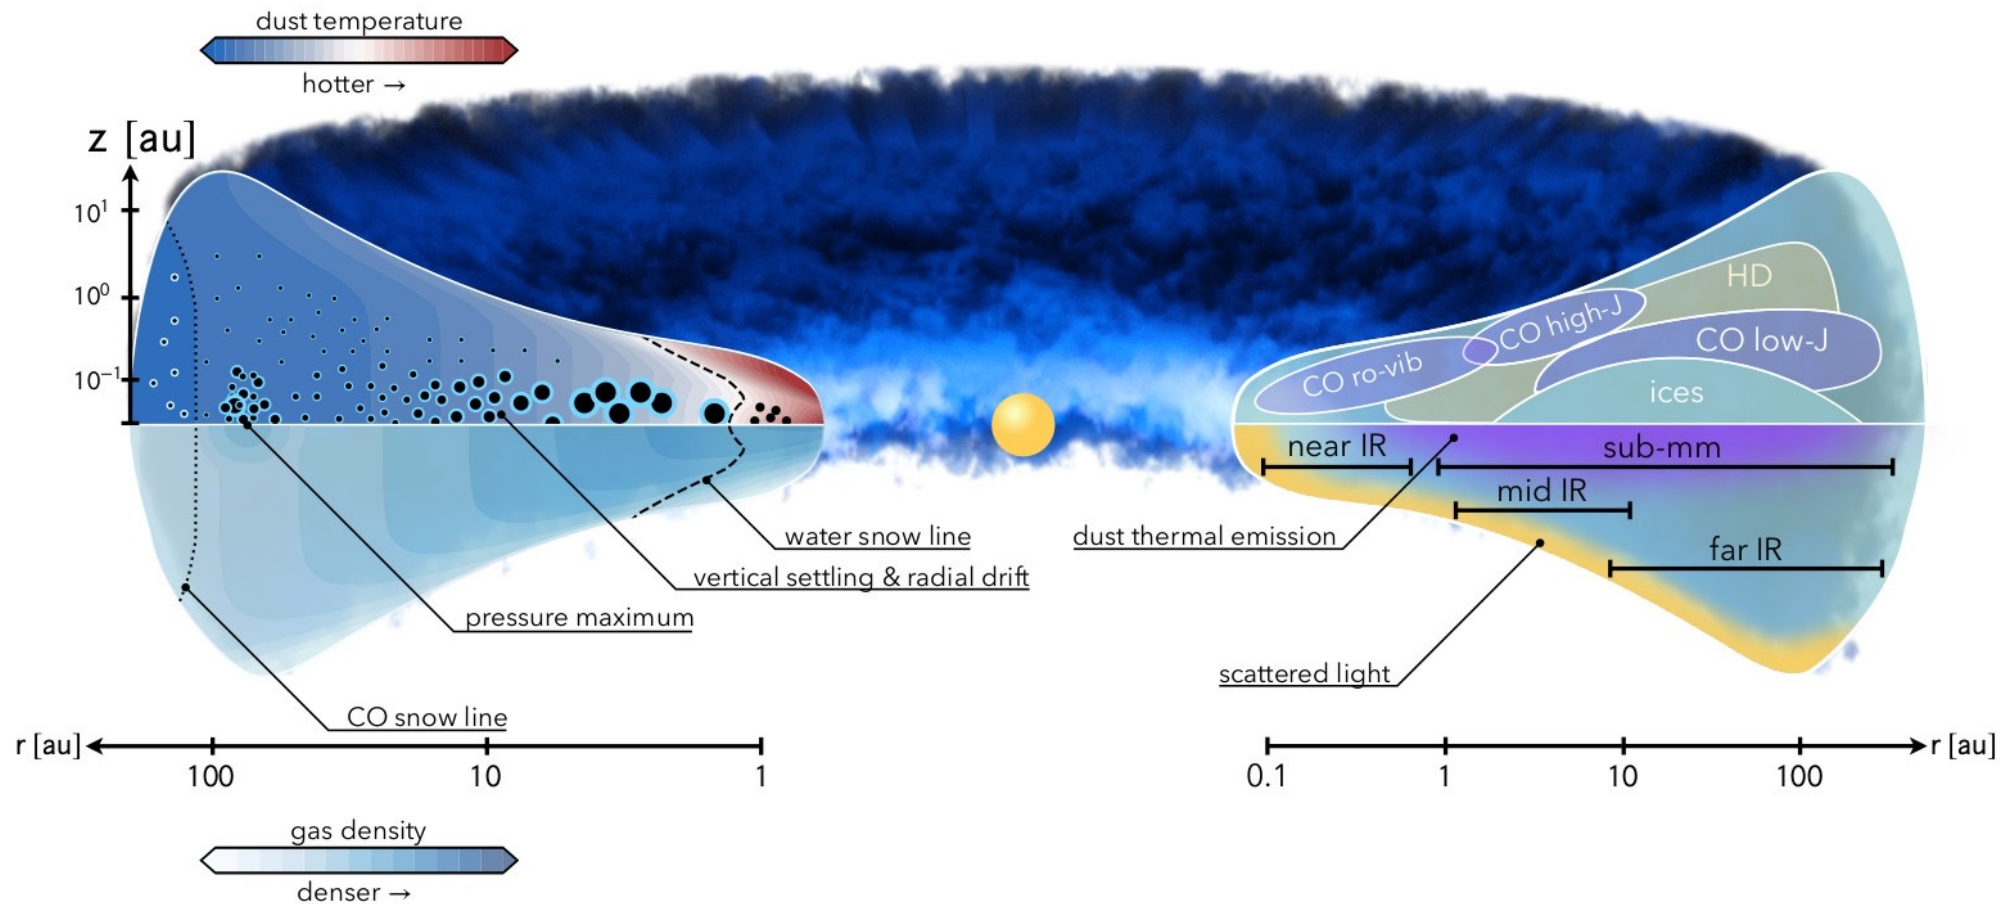 dust temperature
hotter →
z [au]
10¹
10⁰
10⁻¹
HD
CO high-J
CO low-J
CO ro-vib
ices
near IR
sub-mm
mid IR
far IR
water snow line
dust thermal emission
vertical settling & radial drift
pressure maximum
scattered light
CO snow line
r [au]
100
10
1
0.1
1
10
100
r [au]
gas density
denser →